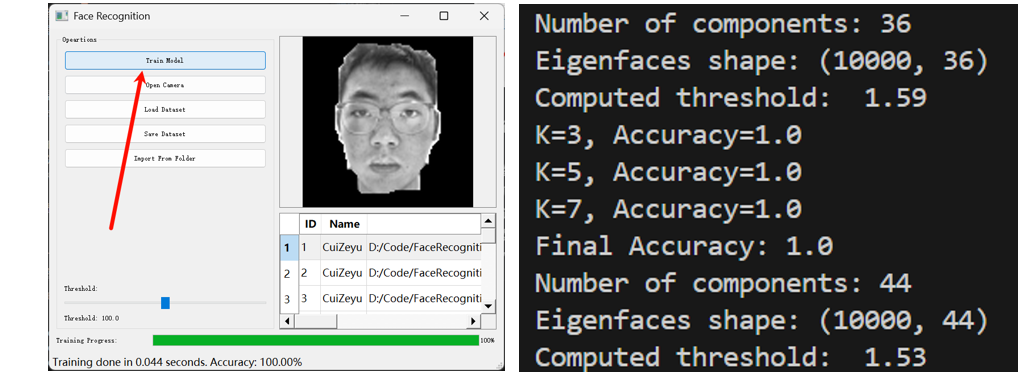 Face Recognition
Opeartions
Train Model
Open Camera
Load Dataset
Save Dataset
Import From Folder
ID Name
1 1 CuiZeyu D:/Code/FaceRecogniti
2 2 CuiZeyu D:/Code/FaceRecogniti
3 3 CuiZeyu D:/Code/FaceRecogniti
Threshold:
Threshold: 100.0
Training Progress: 100%
Training done in 0.044 seconds. Accuracy: 100.00%
Number of components: 36
Eigenfaces shape: (10000, 36)
Computed threshold:  1.59
K=3, Accuracy=1.0
K=5, Accuracy=1.0
K=7, Accuracy=1.0
Final Accuracy: 1.0
Number of components: 44
Eigenfaces shape: (10000, 44)
Computed threshold:  1.53